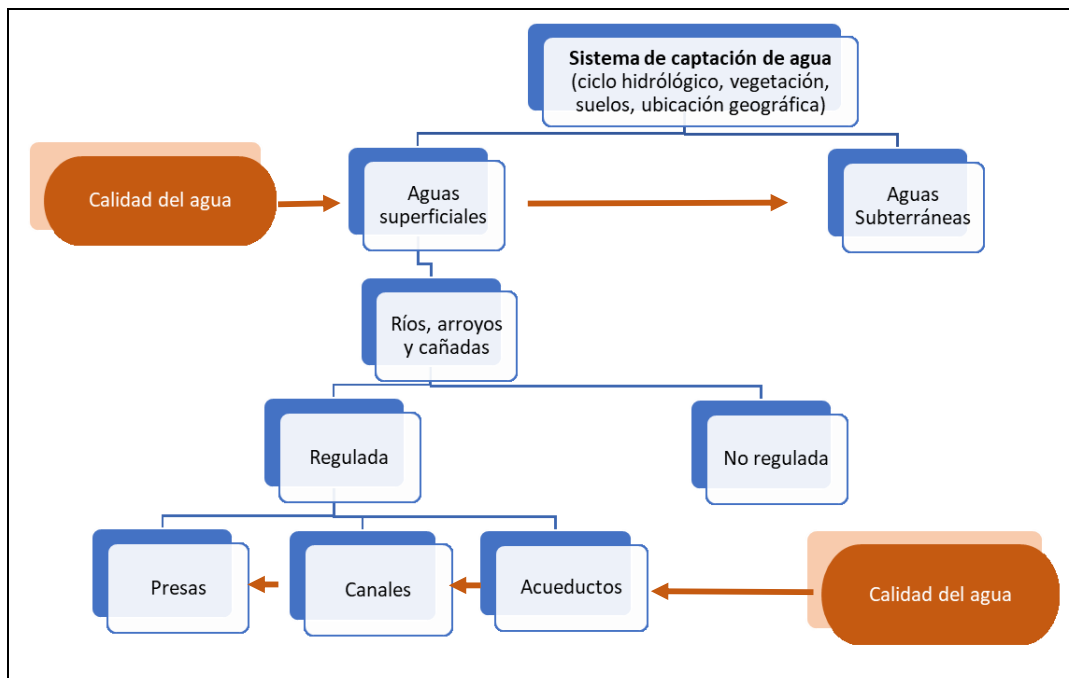 Sistema de captación de agua
(ciclo hidrólógico, vegetación,
suelos, ubicación geográfica)
Calidad del agua
Aguas
superficiales
Aguas
Subterráneas
Ríos, arroyos
y cañadas
Regulada
No regulada
Presas
Canales
Acueductos
Calidad del agua